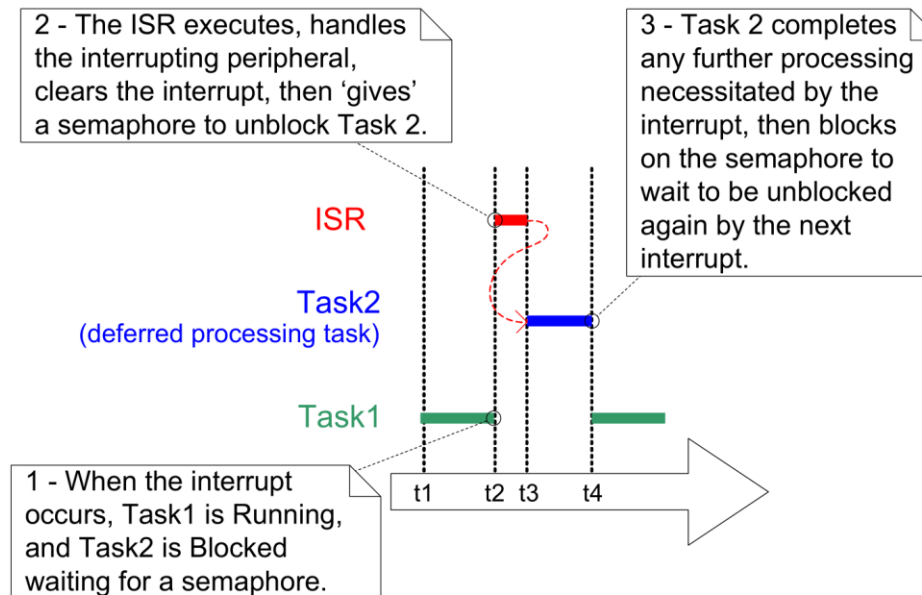 2 - The ISR executes, handles
the interrupting peripheral,
clears the interrupt, then ‘gives’
a semaphore to unblock Task 2.
3 - Task 2 completes
any further processing
necessitated by the
interrupt, then blocks
on the semaphore to
wait to be unblocked
again by the next
interrupt.
ISR
Task2
(deferred processing task)
Task1
t1 t2 t3 t4
1 - When the interrupt
occurs, Task1 is Running,
and Task2 is Blocked
waiting for a semaphore.